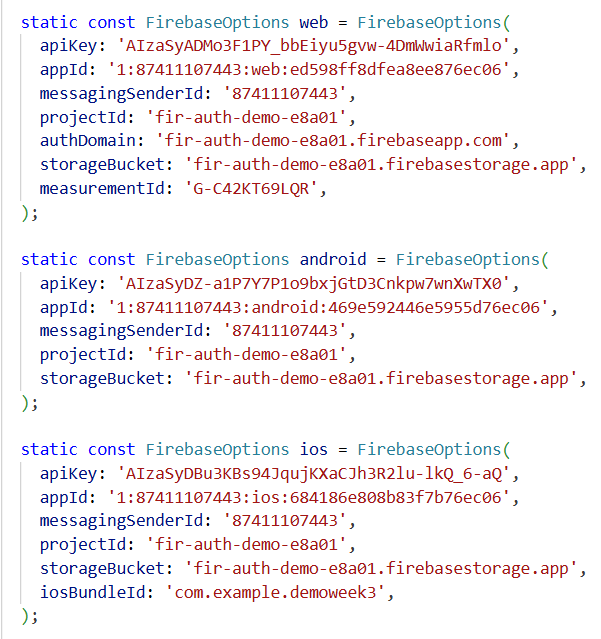 static const FirebaseOptions web = FirebaseOptions(
  apiKey: 'AIzaSyADMo3F1PY_bbEiyu5gvw-4DmWwiaRfmlo',
  appId: '1:87411107443:web:ed598ff8dfea8ee876ec06',
  messagingSenderId: '87411107443',
  projectId: 'fir-auth-demo-e8a01',
  authDomain: 'fir-auth-demo-e8a01.firebaseapp.com',
  storageBucket: 'fir-auth-demo-e8a01.firebasestorage.app',
  measurementId: 'G-C42KT69LQR',
);
static const FirebaseOptions android = FirebaseOptions(
  apiKey: 'AIzaSyDZ-a1P7Y7P1o9bxjGtD3Cnkpw7wnXwTX0',
  appId: '1:87411107443:android:469e592446e5955d76ec06',
  messagingSenderId: '87411107443',
  projectId: 'fir-auth-demo-e8a01',
  storageBucket: 'fir-auth-demo-e8a01.firebasestorage.app',
);
static const FirebaseOptions ios = FirebaseOptions(
  apiKey: 'AIzaSyDBu3KBs94JqujKXaCJh3R2lu-lkQ_6-aQ',
  appId: '1:87411107443:ios:684186e808b83f7b76ec06',
  messagingSenderId: '87411107443',
  projectId: 'fir-auth-demo-e8a01',
  storageBucket: 'fir-auth-demo-e8a01.firebasestorage.app',
  iosBundleId: 'com.example.demoweek3',
);